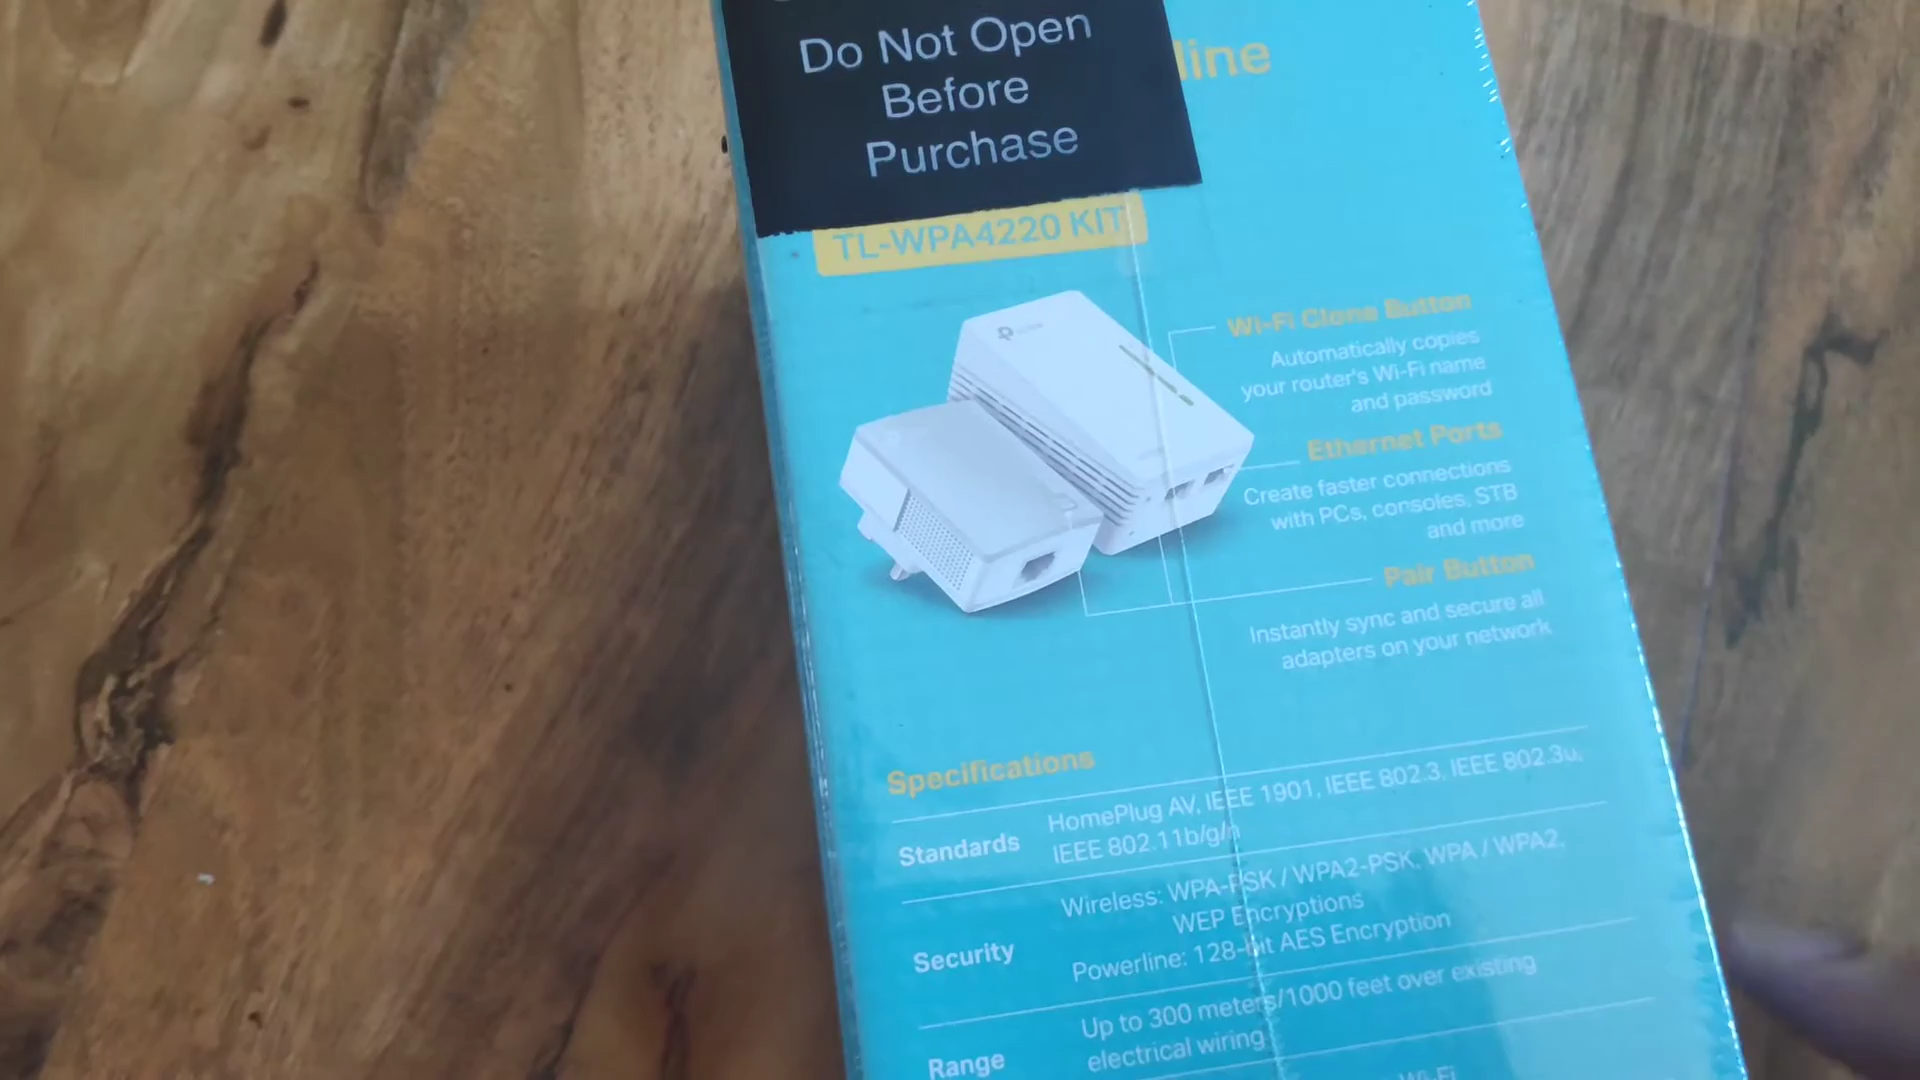 Do Not Open
Before
Purchase
line
TL-WPA4220 KIT
Wi-Fi Clone Button
Automatically copies
your router's Wi-Fi name
and password
Ethernet Ports
Create faster connections
with PCs, consoles, STB
and more
Pair Button
Instantly sync and secure all
adapters on your network
Specifications
Standards
HomePlug AV, IEEE 1901, IEEE 802.3, IEEE 802.3u,
IEEE 802.11b/g/n
Security
Wireless: WPA-PSK / WPA2-PSK, WPA / WPA2,
WEP Encryptions
Powerline: 128-bit AES Encryption
Range
Up to 300 meters/1000 feet over existing
electrical wiring
Wi-Fi